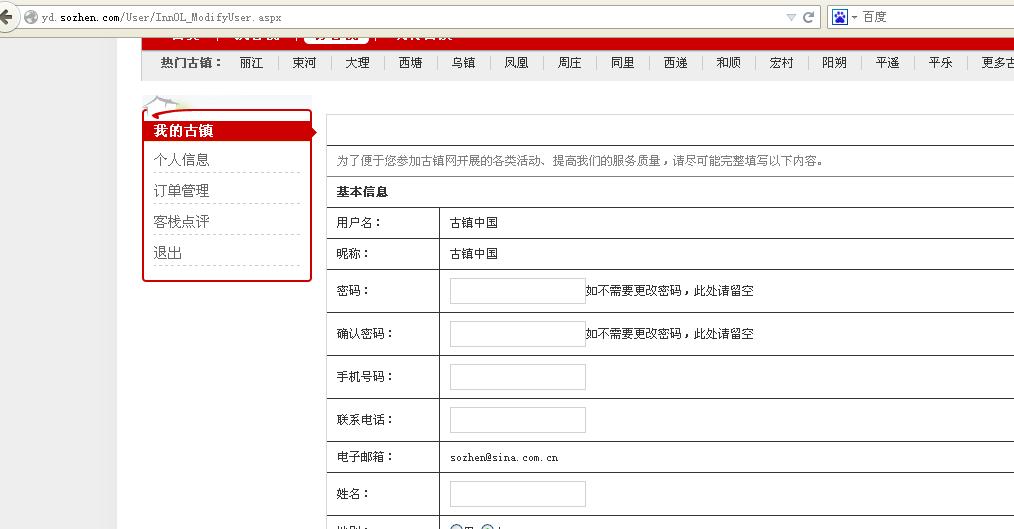 yd.sozhen.com/User/InnOL_ModifyUser.aspx
百度
热门古镇： 丽江 束河 大理 西塘 乌镇 凤凰 周庄 同里 西递 和顺 宏村 阳朔 平遥 平乐 更多古
我的古镇
个人信息
订单管理
客栈点评
退出
为了便于您参加古镇网开展的各类活动、提高我们的服务质量，请尽可能完整填写以下内容。
基本信息
用户名： 古镇中国
昵称： 古镇中国
密码： 如不需要更改密码，此处请留空
确认密码： 如不需要更改密码，此处请留空
手机号码：
联系电话：
电子邮箱： sozhen@sina.com.cn
姓名：